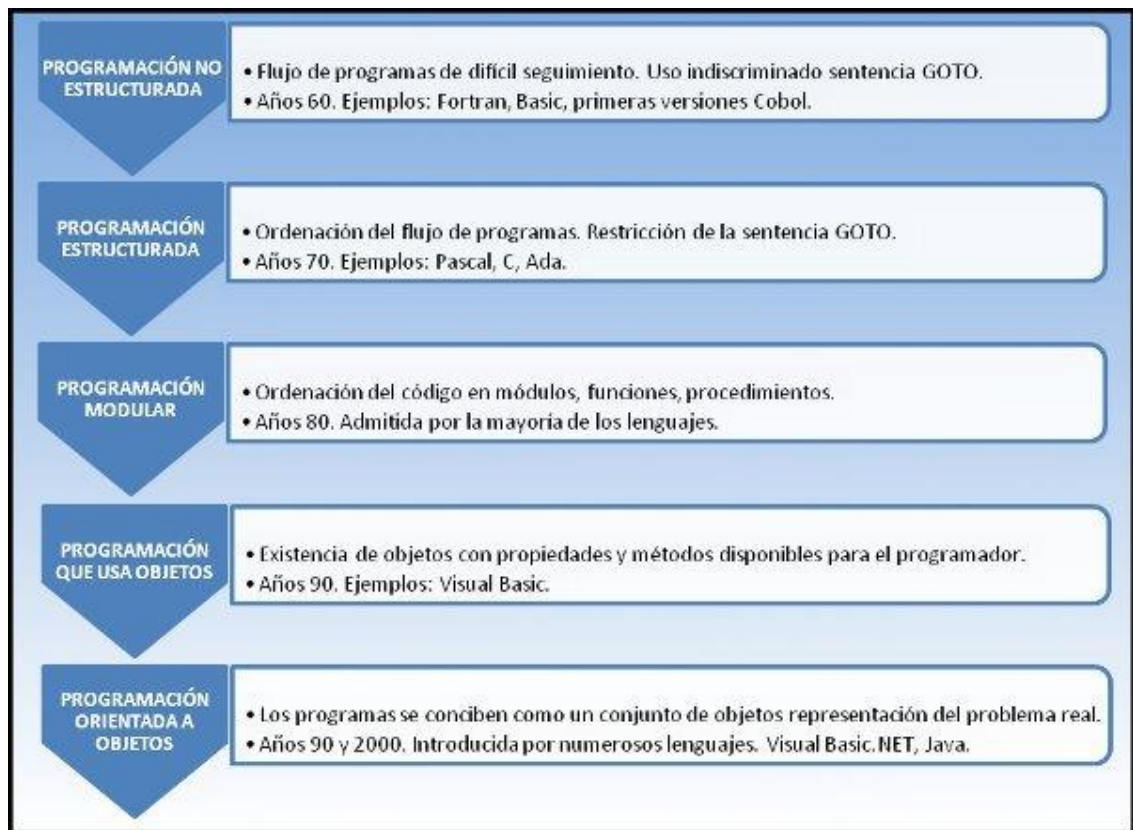 PROGRAMACIÓN NO
ESTRUCTURADA
• Flujo de programas de difícil seguimiento. Uso indiscriminado sentencia GOTO.
• Años 60. Ejemplos: Fortran, Basic, primeras versiones Cobol.
PROGRAMACIÓN
ESTRUCTURADA
• Ordenación del flujo de programas. Restricción de la sentencia GOTO.
• Años 70. Ejemplos: Pascal, C, Ada.
PROGRAMACIÓN
MODULAR
• Ordenación del código en módulos, funciones, procedimientos.
• Años 80. Admitida por la mayoría de los lenguajes.
PROGRAMACIÓN
QUE USA OBJETOS
• Existencia de objetos con propiedades y métodos disponibles para el programador.
• Años 90. Ejemplos: Visual Basic.
PROGRAMACIÓN
ORIENTADA A
OBJETOS
• Los programas se conciben como un conjunto de objetos representación del problema real.
• Años 90 y 2000. Introducida por numerosos lenguajes. Visual Basic.NET, Java.